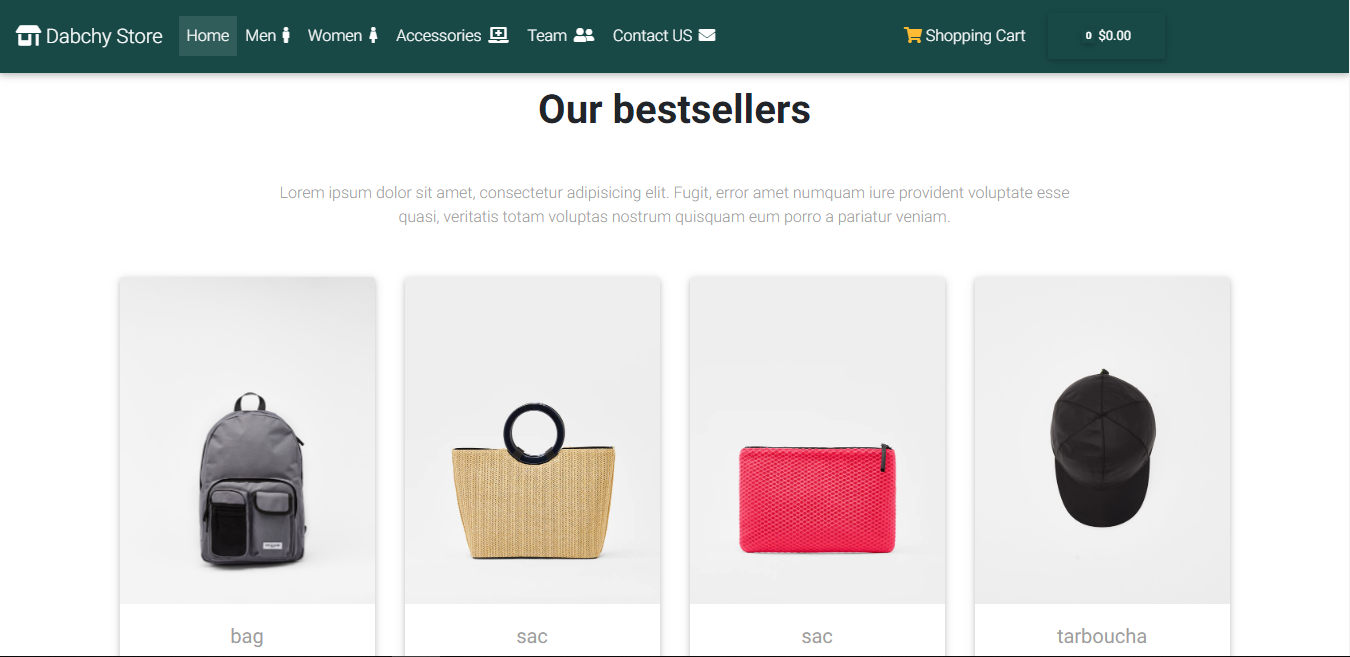 Dabchy Store Home Men Women Accessories Team Contact US Shopping Cart 0 $0.00
Our bestsellers
Lorem ipsum dolor sit amet, consectetur adipisicing elit. Fugit, error amet numquam iure provident voluptate esse
quasi, veritatis totam voluptas nostrum quisquam eum porro a pariatur veniam.
bag sac sac tarboucha